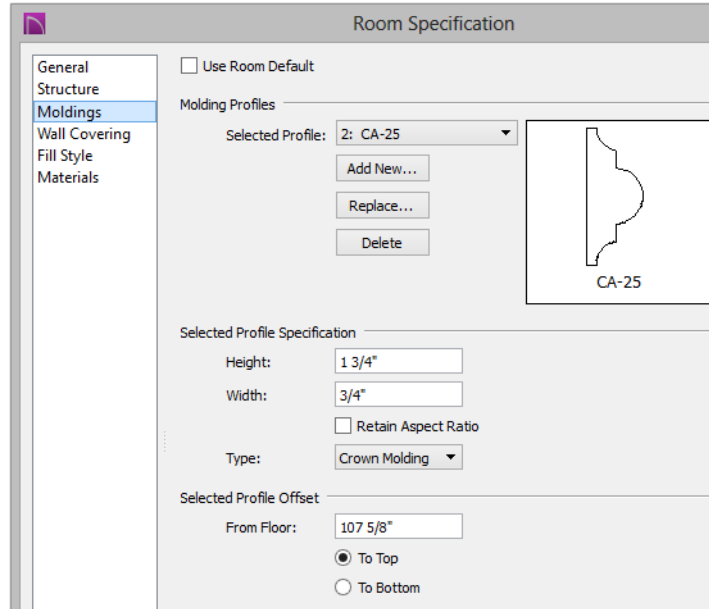 Room Specification
General
Structure
Moldings
Wall Covering
Fill Style
Materials
Use Room Default
Molding Profiles
Selected Profile: 2: CA-25
Add New...
Replace...
Delete
CA-25
Selected Profile Specification
Height: 1 3/4"
Width: 3/4"
Retain Aspect Ratio
Type: Crown Molding
Selected Profile Offset
From Floor: 107 5/8"
To Top
To Bottom